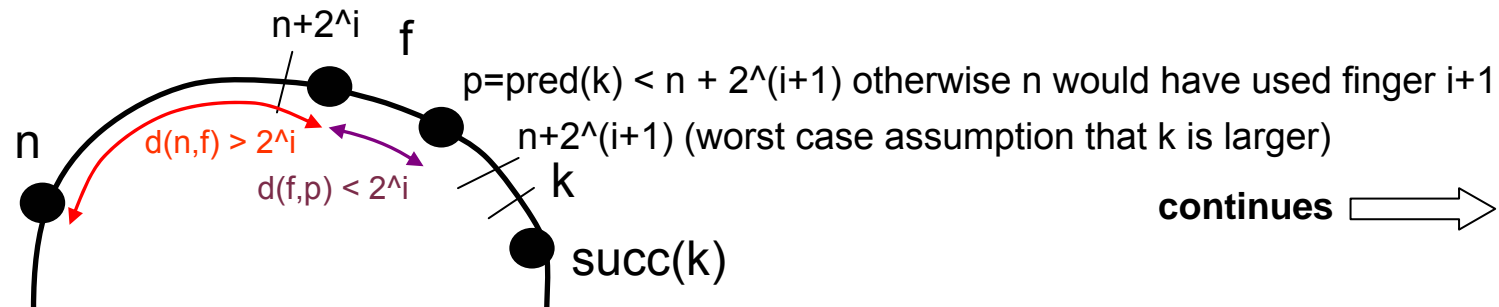 n+2^i
f
p=pred(k) < n + 2^(i+1) otherwise n would have used finger i+1
n
d(n,f) > 2^i
n+2^(i+1) (worst case assumption that k is larger)
d(f,p) < 2^i
k
continues
succ(k)